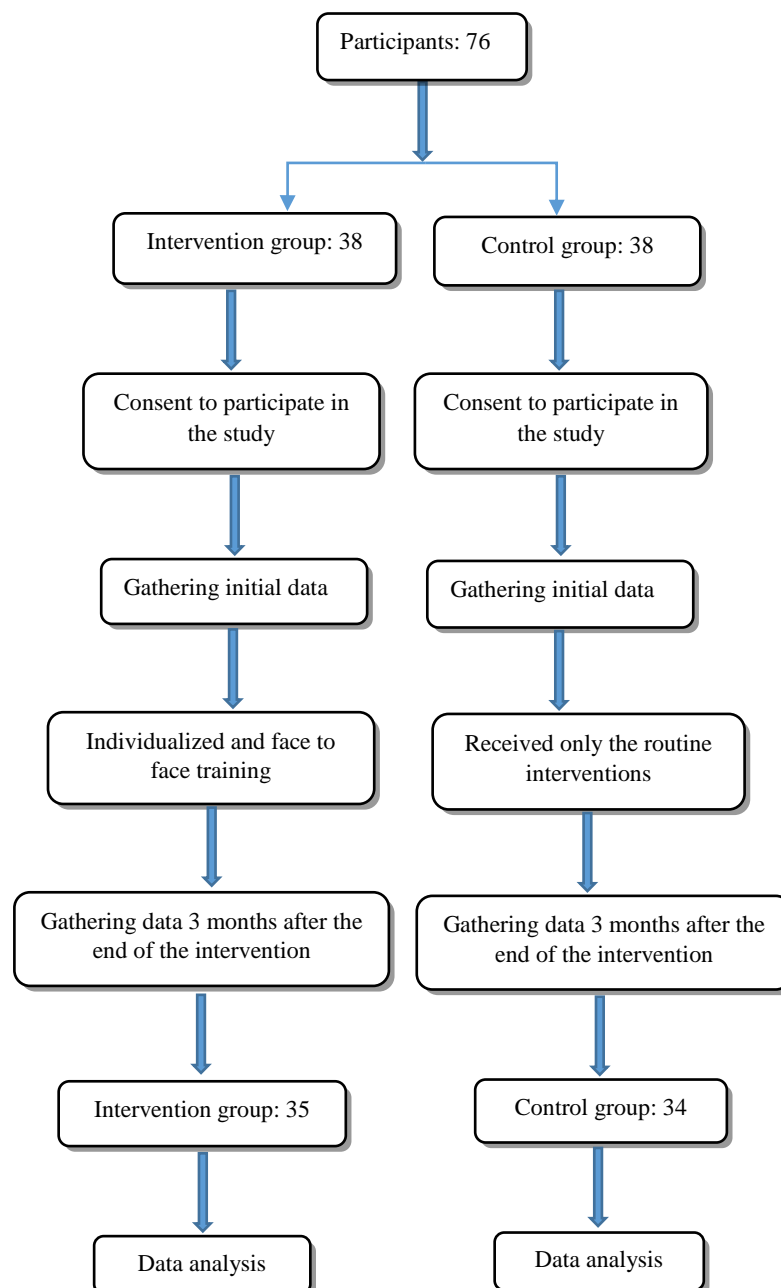 Participants: 76
Intervention group: 38
Control group: 38
Consent to participate in
the study
Consent to participate in
the study
Gathering initial data
Gathering initial data
Individualized and face to
face training
Received only the routine
interventions
Gathering data 3 months after the
end of the intervention
Gathering data 3 months after the
end of the intervention
Intervention group: 35
Control group: 34
Data analysis
Data analysis